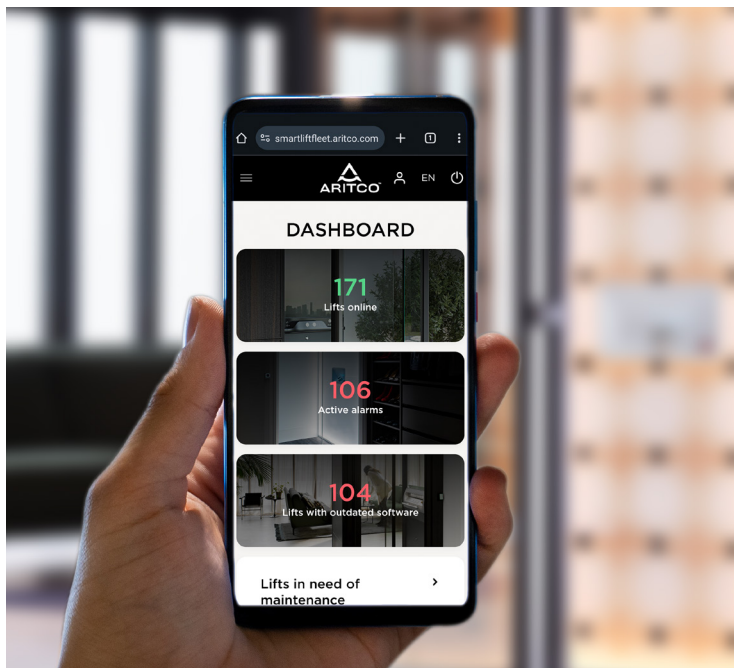 smartliftfleet.aritco.com
1
ARITCO
EN
DASHBOARD
171
Lifts online
106
Active alarms
104
Lifts with outdated software
Lifts in need of
maintenance